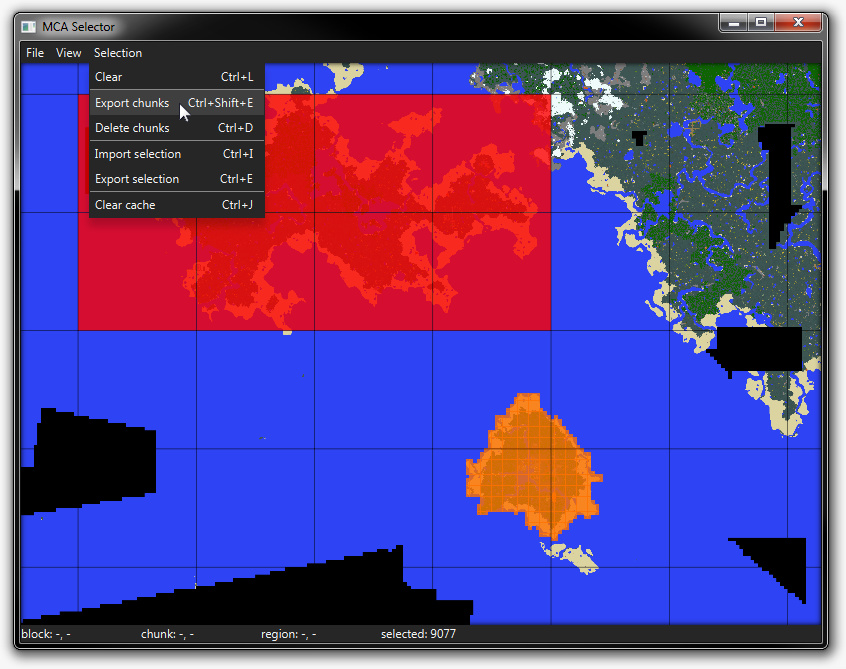 MCA Selector
File View Selection
Clear Ctrl+L
Export chunks Ctrl+Shift+E
Delete chunks Ctrl+D
Import selection Ctrl+I
Export selection Ctrl+E
Clear cache Ctrl+J
block: -, - chunk: -, - region: -, - selected: 9077